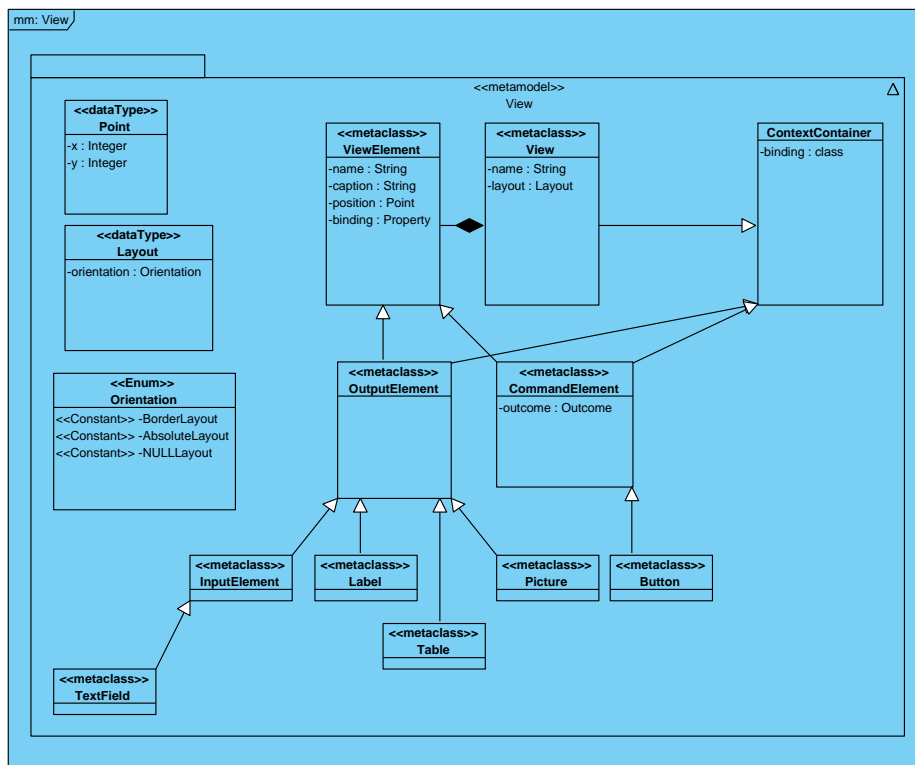 mm: View
<<metamodel>>
View
<<dataType>>
Point
-x : Integer
-y : Integer
<<metaclass>>
ViewElement
-name : String
-caption : String
-position : Point
-binding : Property
<<metaclass>>
View
-name : String
-layout : Layout
ContextContainer
-binding : class
<<dataType>>
Layout
-orientation : Orientation
<<Enum>>
Orientation
<<Constant>> -BorderLayout
<<Constant>> -AbsoluteLayout
<<Constant>> -NULLLayout
<<metaclass>>
OutputElement
<<metaclass>>
CommandElement
-outcome : Outcome
<<metaclass>>
InputElement
<<metaclass>>
Label
<<metaclass>>
Picture
<<metaclass>>
Button
<<metaclass>>
Table
<<metaclass>>
TextField